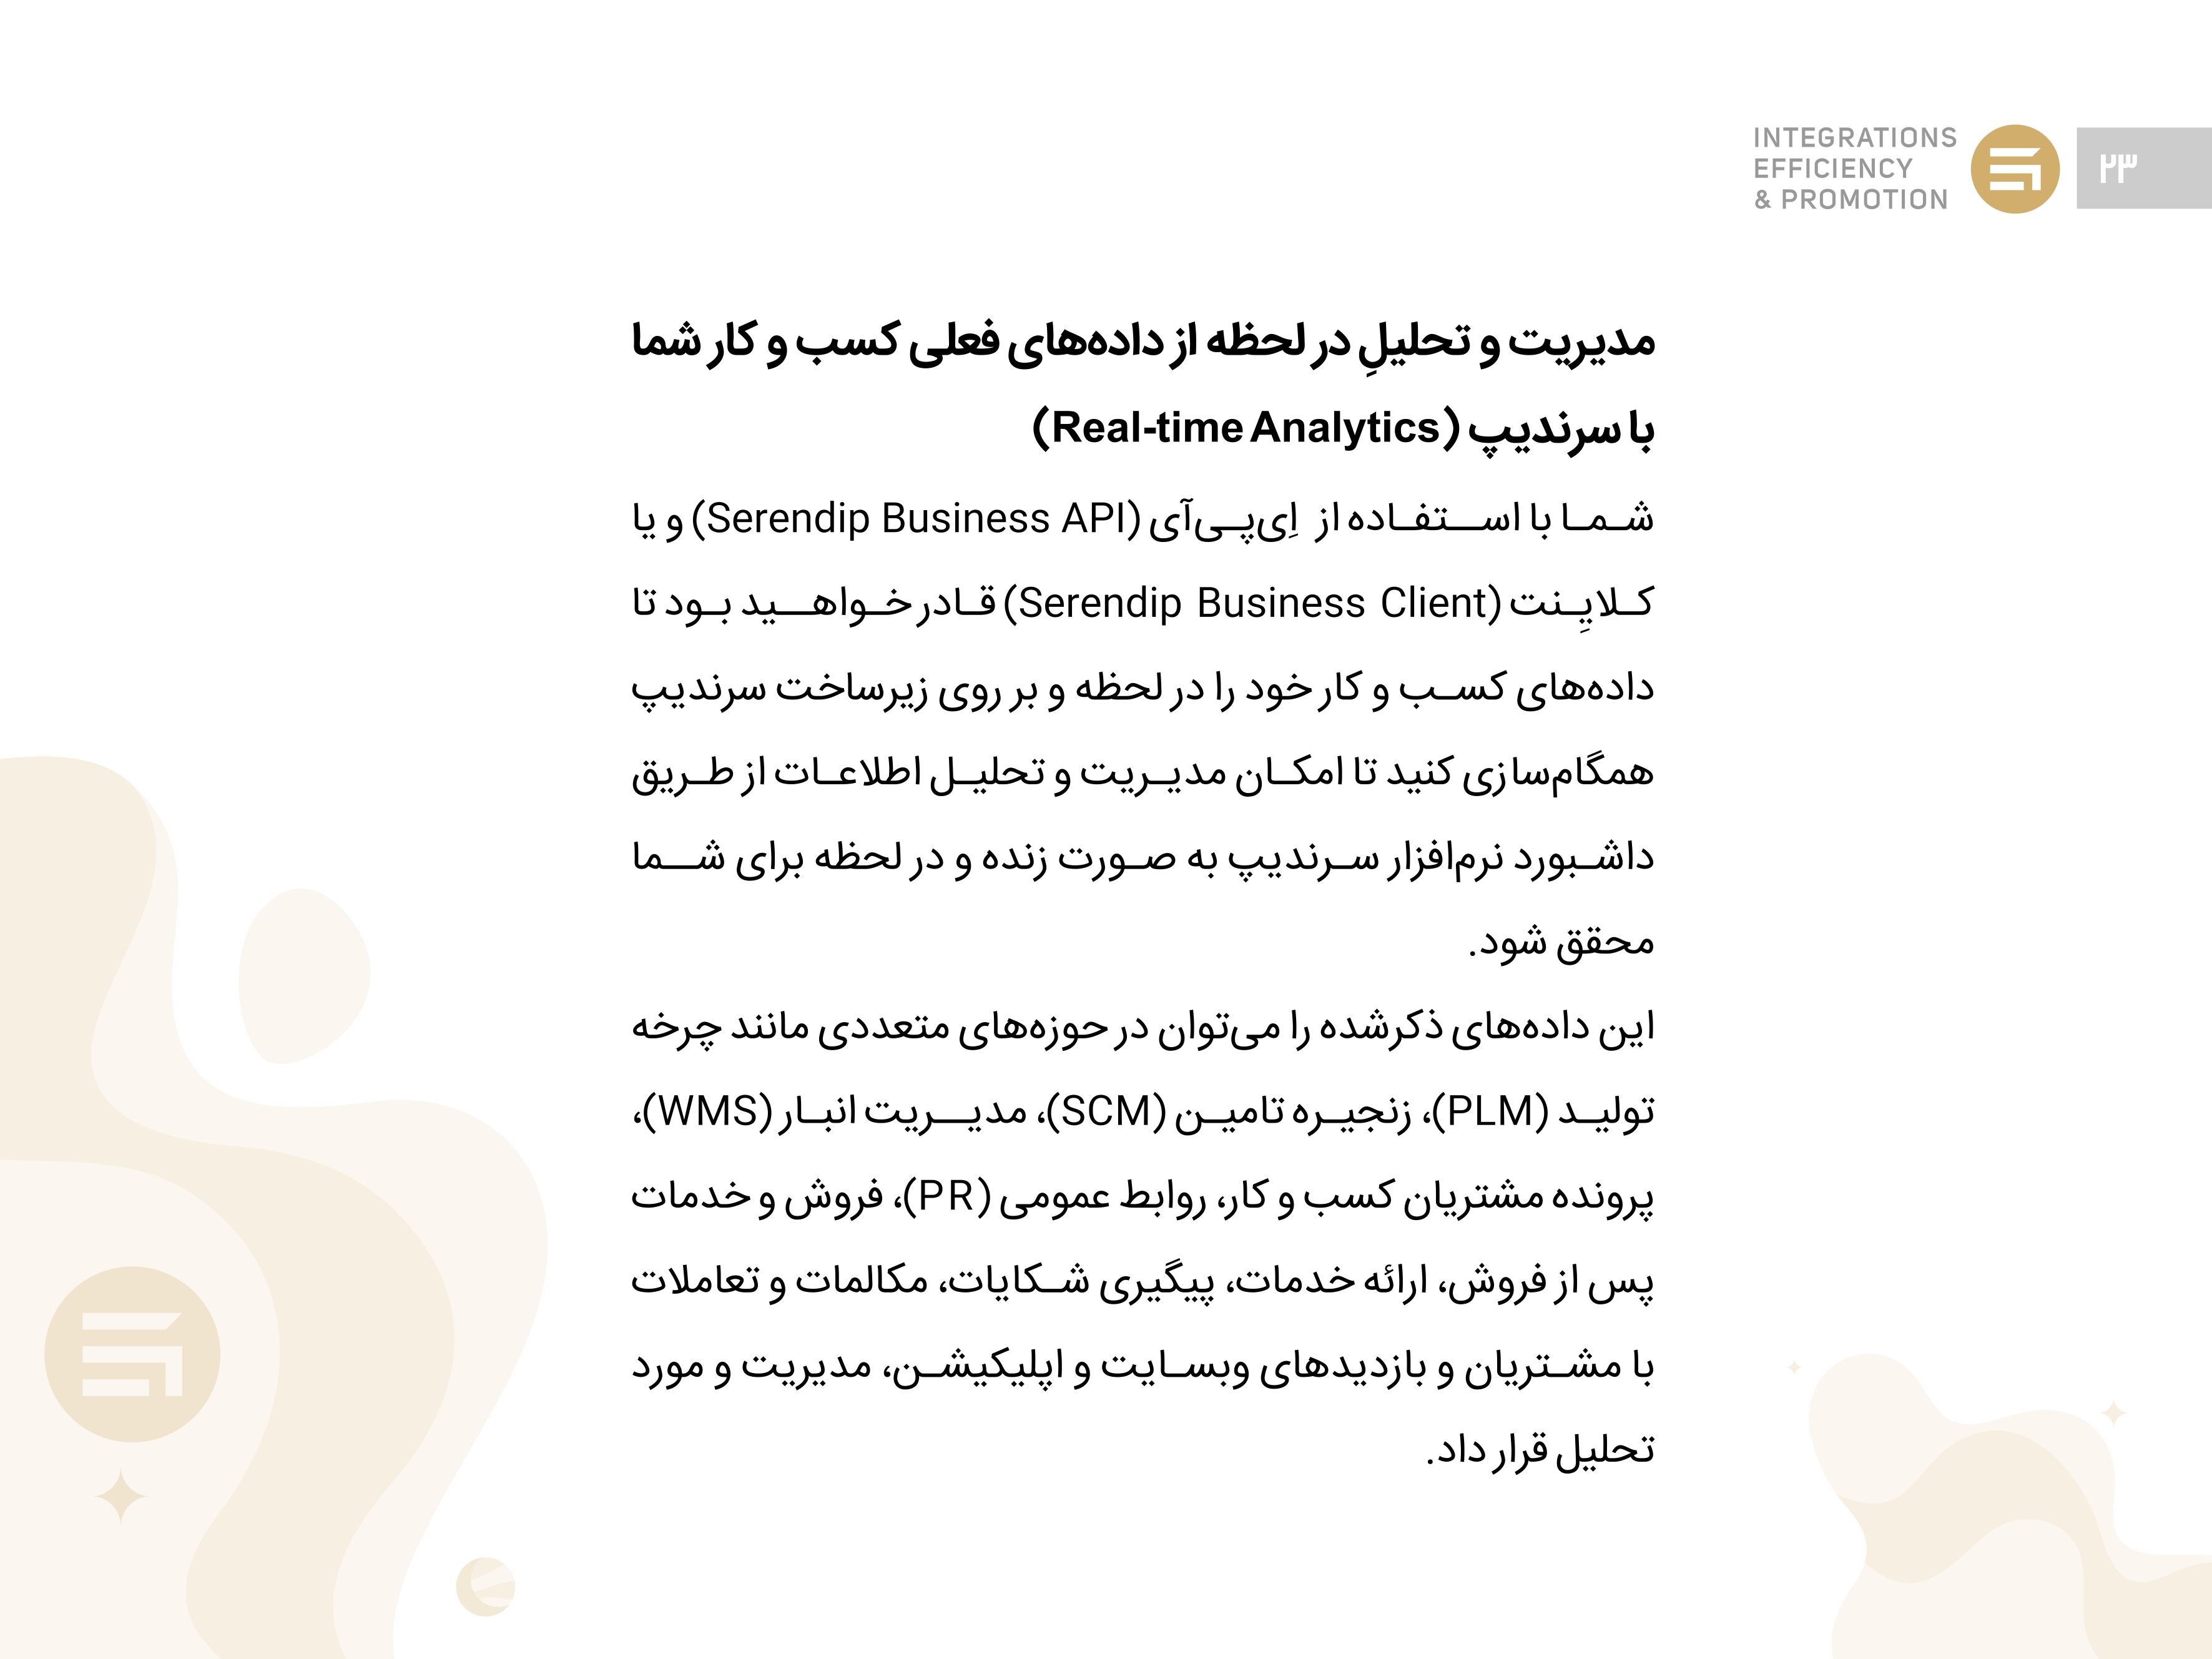 INTEGRATIONS
EFFICIENCY
& PROMOTION
۲۳
مدیریت و تحلیلِ در لحظه از داده‌های فعلی کسب و کار شما
با سرندیپ (Real-time Analytics)
شما با استفاده از اِی‌پی‌آی (Serendip Business API) و یا
کلایِنت (Serendip Business Client) قادر خواهید بود تا
داده‌های کسب و کار خود را در لحظه و بر روی زیرساخت سرندیپ
همگام‌سازی کنید تا امکان مدیریت و تحلیل اطلاعات از طریق
داشبورد نرم‌افزار سرندیپ به صورت زنده و در لحظه برای شما
محقق شود.
این داده‌های ذکرشده را می‌توان در حوزه‌های متعددی مانند چرخه
تولید (PLM)، زنجیره تامین (SCM)، مدیریت انبار (WMS)،
پرونده مشتریان کسب و کار، روابط عمومی (PR)، فروش و خدمات
پس از فروش، ارائه خدمات، پیگیری شکایات، مکالمات و تعاملات
با مشتریان و بازدیدهای وبسایت و اپلیکیشن، مدیریت و مورد
تحلیل قرار داد.